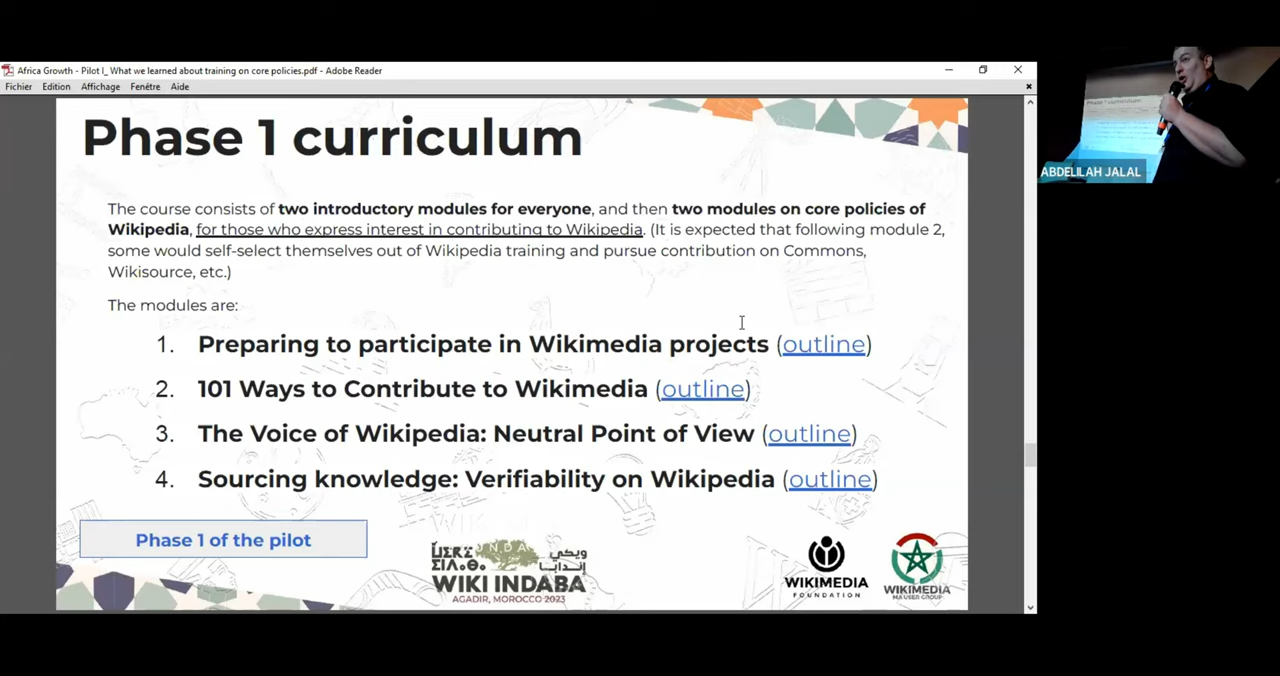 Africa Growth - Pilot I_ What we learned about training on core policies.pdf - Adobe Reader
Fichier Edition Affichage Fenêtre Aide
Phase 1 curriculum
The course consists of two introductory modules for everyone, and then two modules on core policies of
Wikipedia, for those who express interest in contributing to Wikipedia. (It is expected that following module 2,
some would self-select themselves out of Wikipedia training and pursue contribution on Commons,
Wikisource, etc.)
The modules are:
1. Preparing to participate in Wikimedia projects (outline)
2. 101 Ways to Contribute to Wikimedia (outline)
3. The Voice of Wikipedia: Neutral Point of View (outline)
4. Sourcing knowledge: Verifiability on Wikipedia (outline)
Phase 1 of the pilot
ويكي
إندابا
WIKI INDABA
AGADIR, MOROCCO 2023
WIKIMEDIA
FOUNDATION
WIKIMEDIA
MA USER GROUP
ABDELILAH JALAL
Phase 1 curriculum